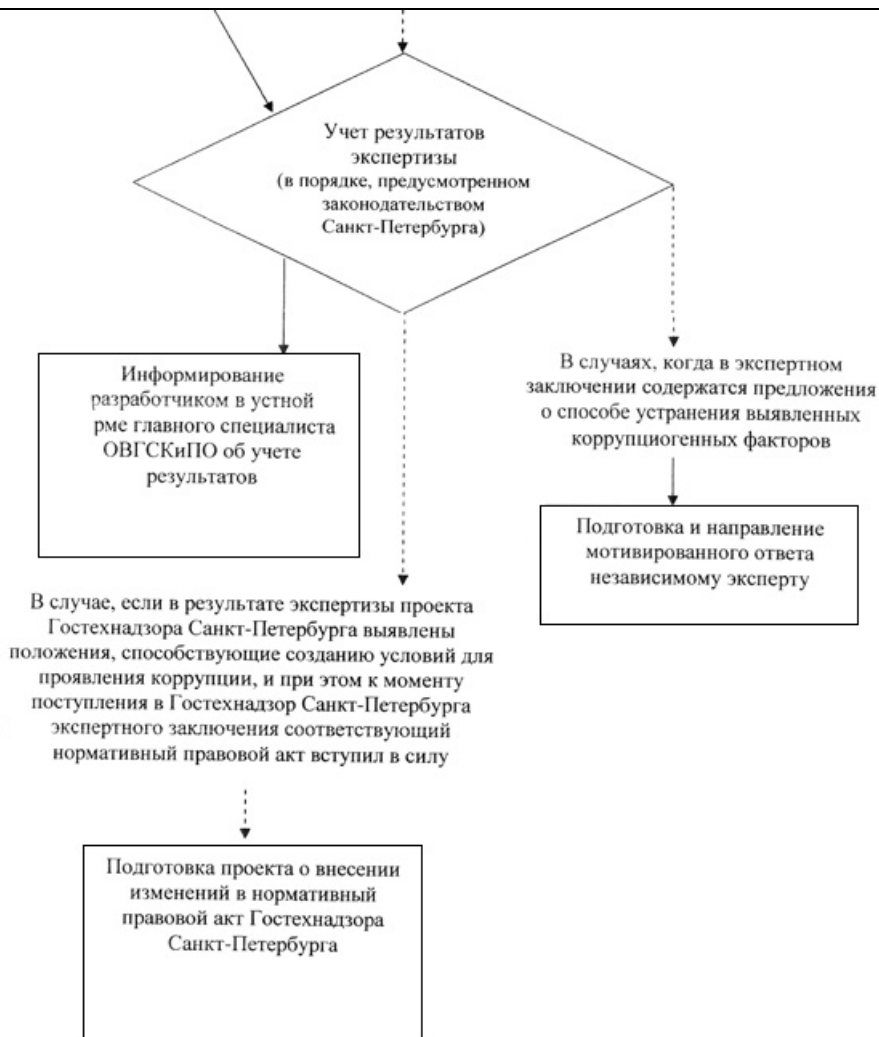 Учет результатов
экспертизы
(в порядке, предусмотренном
законодательством
Санкт-Петербурга)
Информирование
разработчиком в устной
рме главного специалиста
ОВГСКиПО об учете
результатов
В случаях, когда в экспертном
заключении содержатся предложения
о способе устранения выявленных
коррупциогенных факторов
Подготовка и направление
мотивированного ответа
независимому эксперту
В случае, если в результате экспертизы проекта
Гостехнадзора Санкт-Петербурга выявлены
положения, способствующие созданию условий для
проявления коррупции, и при этом к моменту
поступления в Гостехнадзор Санкт-Петербурга
экспертного заключения соответствующий
нормативный правовой акт вступил в силу
Подготовка проекта о внесении
изменений в нормативный
правовой акт Гостехнадзора
Санкт-Петербурга